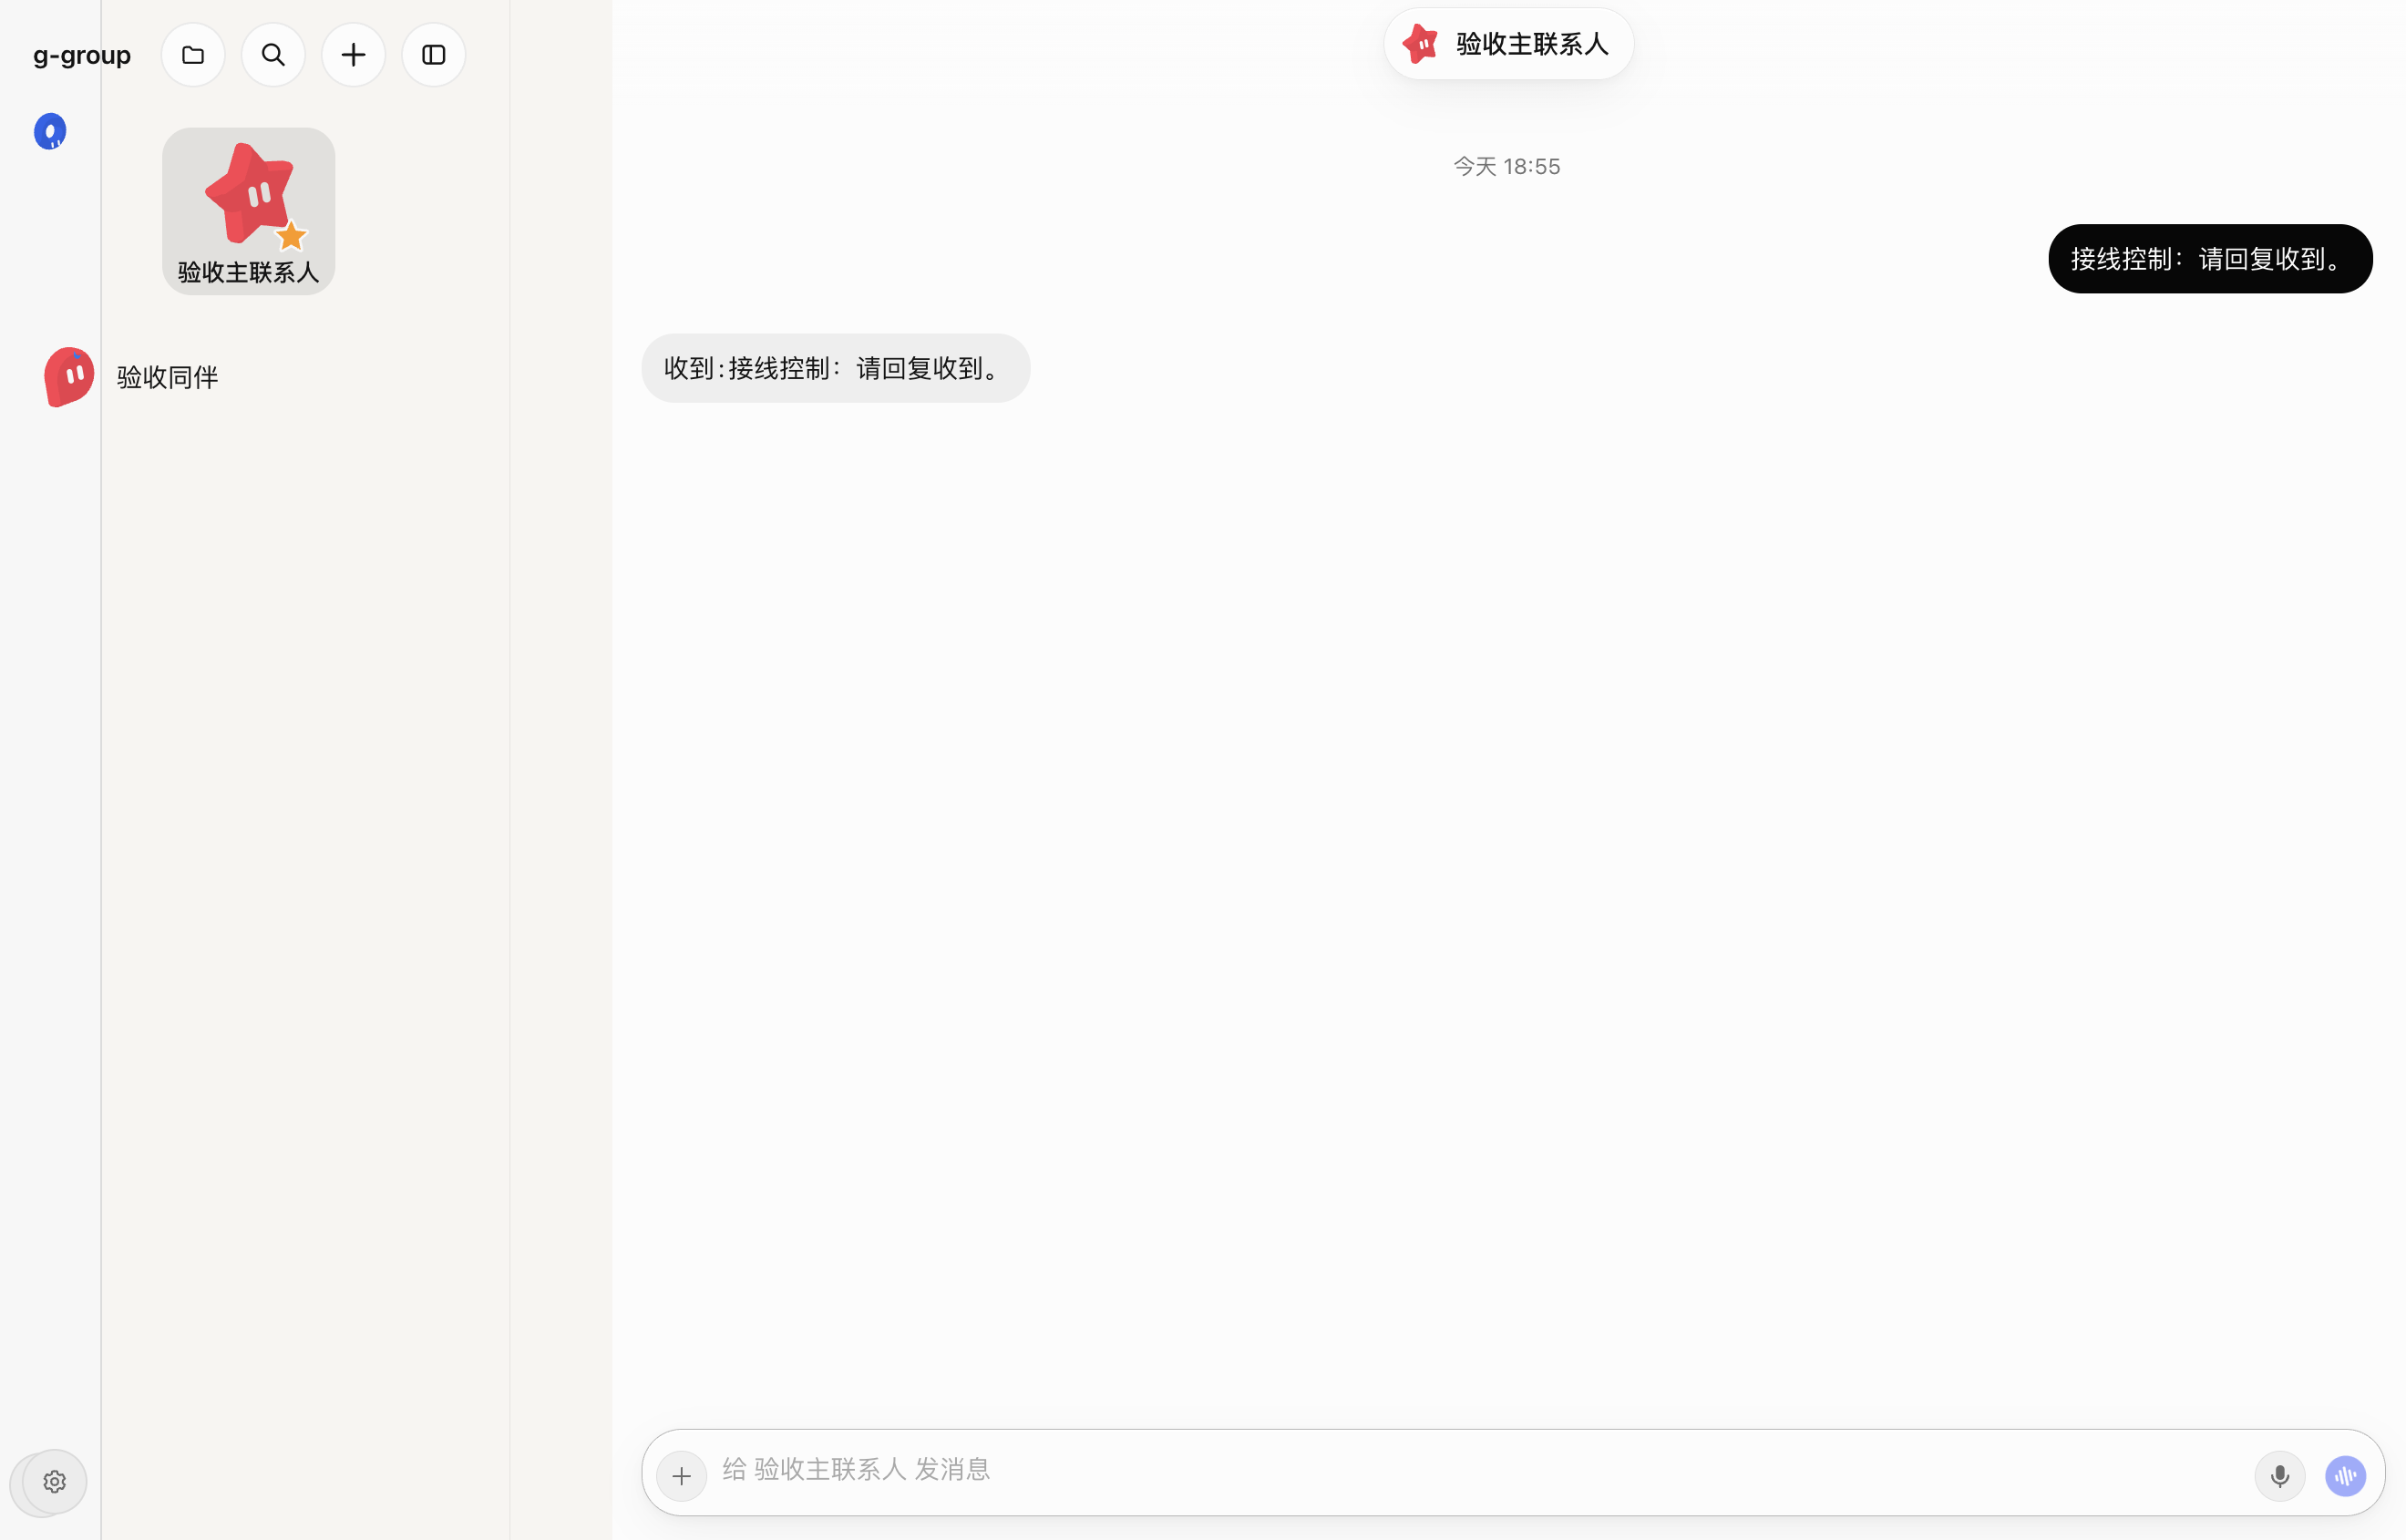 g-group
验收主联系人
验收同伴
验收主联系人
今天 18:55
接线控制：请回复收到。
收到:接线控制：请回复收到。
给 验收主联系人 发消息